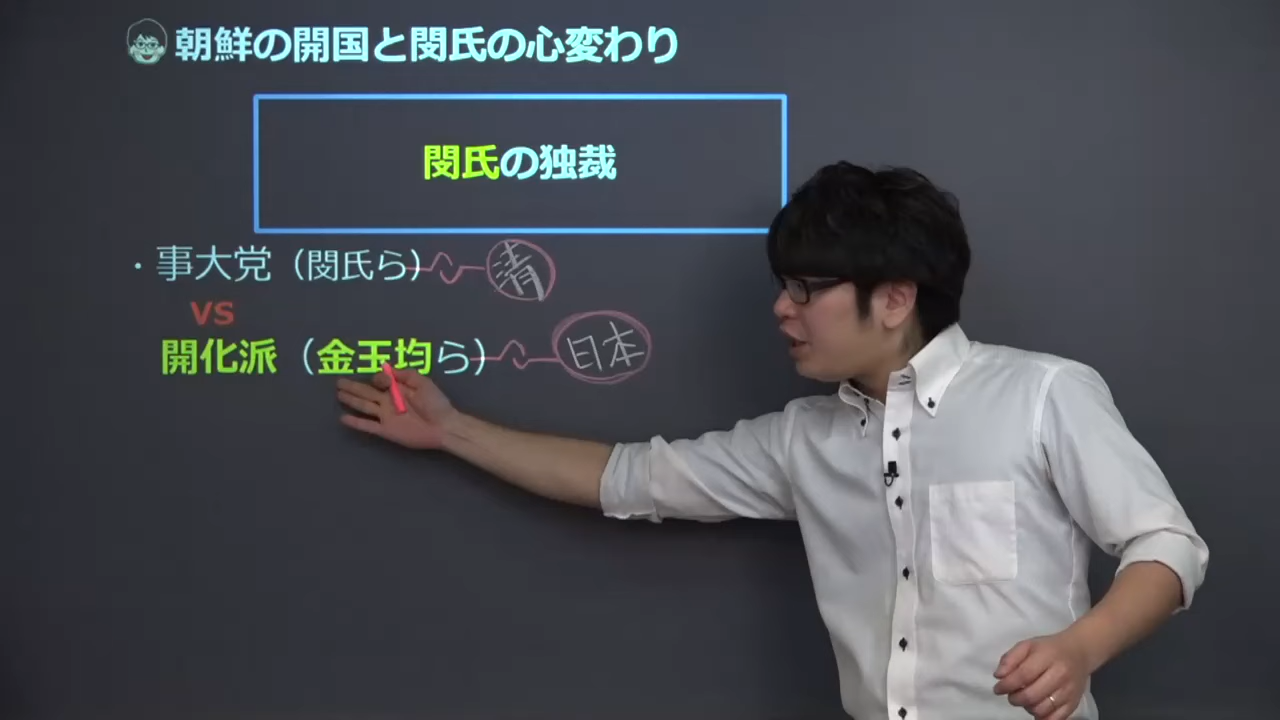 朝鮮の開国と閔氏の心変わり
閔氏の独裁
・事大党（閔氏ら） 清
vs
開化派（金玉均ら） 日本